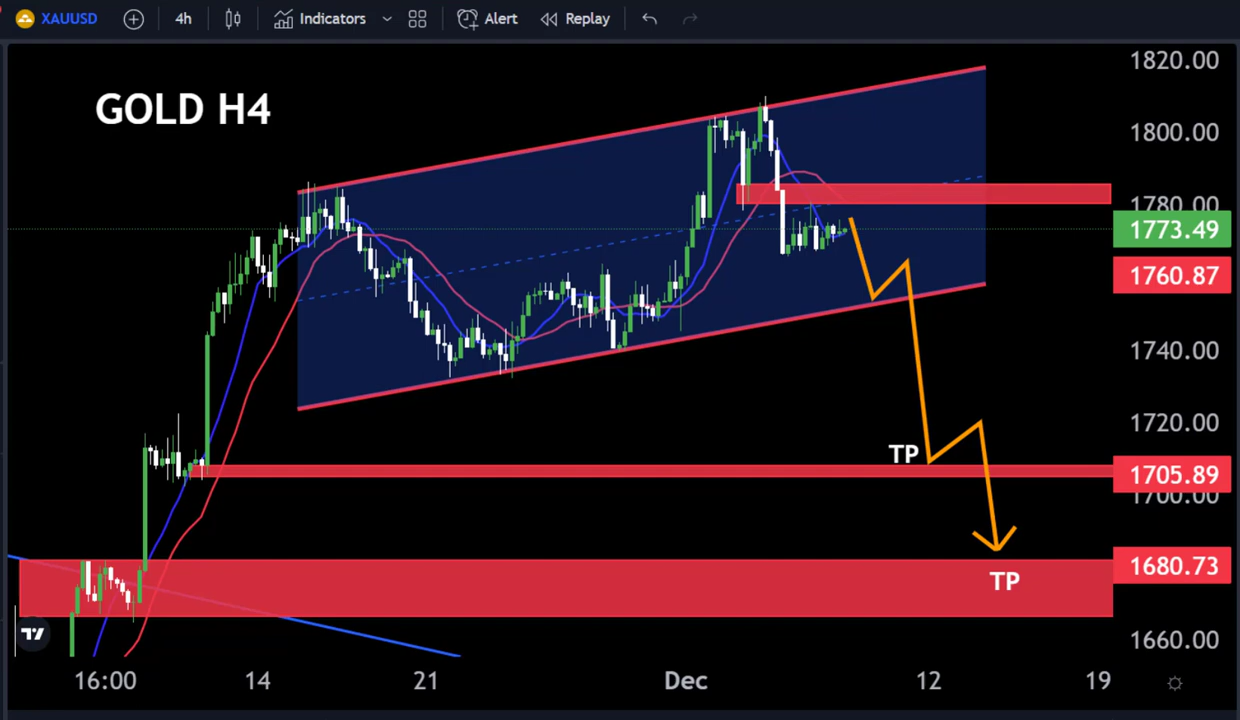 XAUUSD 4h Indicators Alert Replay
GOLD H4
1820.00
1800.00
1780.00
1773.49
1760.87
1740.00
1720.00
TP
1705.89
1700.00
1680.73
TP
1660.00
16:00 14 21 Dec 12 19